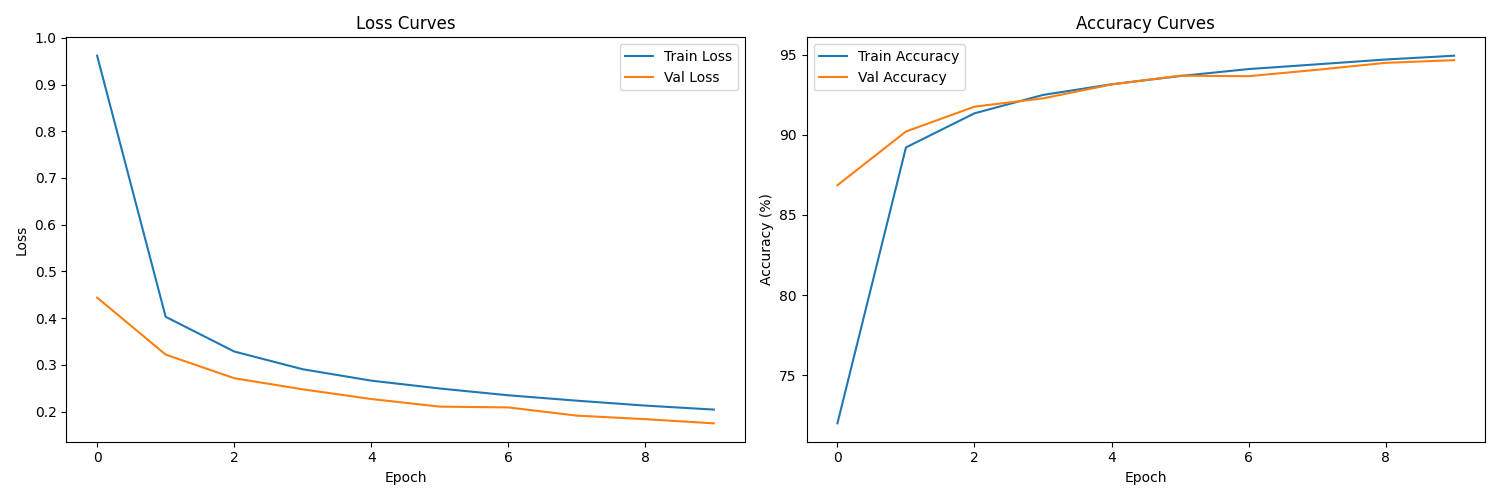 Loss Curves
1.0
0.9
0.8
0.7
0.6
0.5
0.4
0.3
0.2
Loss
0 2 4 6 8
Epoch
Train Loss
Val Loss
Accuracy Curves
95
90
85
80
75
Accuracy (%)
0 2 4 6 8
Epoch
Train Accuracy
Val Accuracy